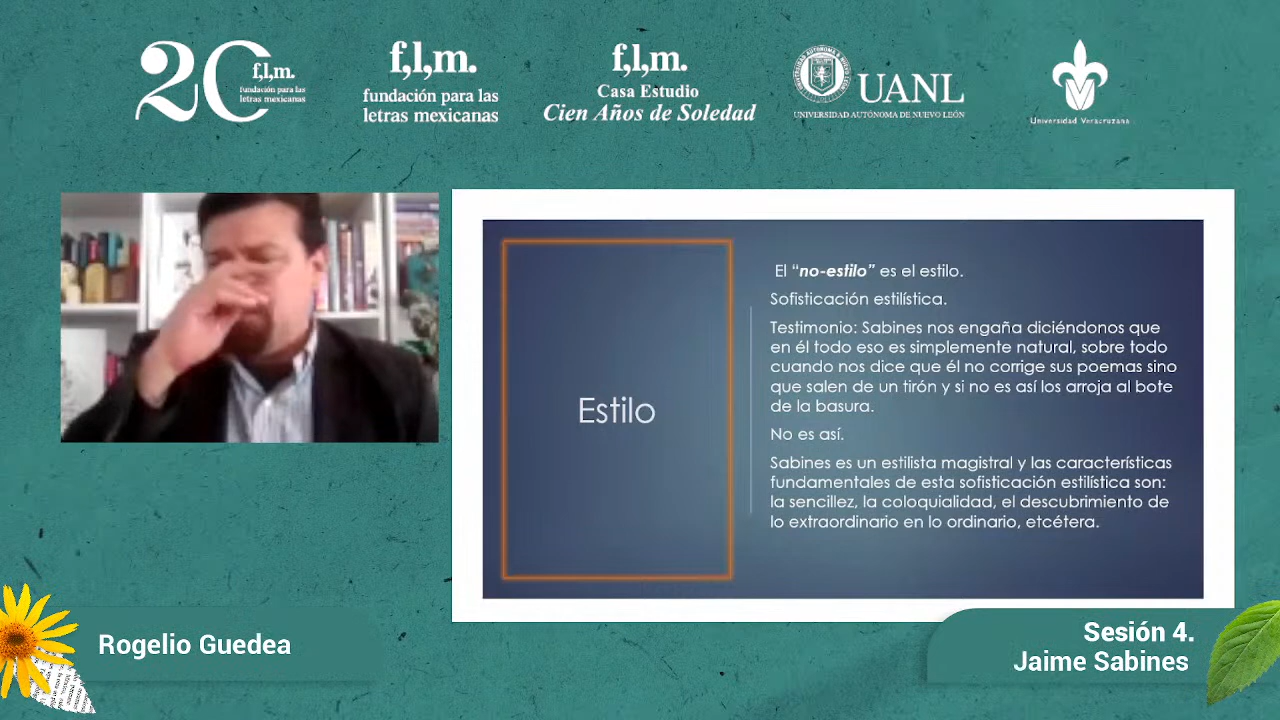 20 f,l,m.
fundación para las
letras mexicanas
f,l,m.
fundación para las
letras mexicanas
f,l,m.
Casa Estudio
Cien Años de Soledad
UANL
UNIVERSIDAD AUTÓNOMA DE NUEVO LEÓN
Universidad Veracruzana
Estilo
El “no-estilo” es el estilo.
Sofisticación estilística.
Testimonio: Sabines nos engaña diciéndonos que
en él todo eso es simplemente natural, sobre todo
cuando nos dice que él no corrige sus poemas sino
que salen de un tirón y si no es así los arroja al bote
de la basura.
No es así.
Sabines es un estilista magistral y las características
fundamentales de esta sofisticación estilística son:
la sencillez, la coloquialidad, el descubrimiento de
lo extraordinario en lo ordinario, etcétera.
Rogelio Guedea
Sesión 4.
Jaime Sabines